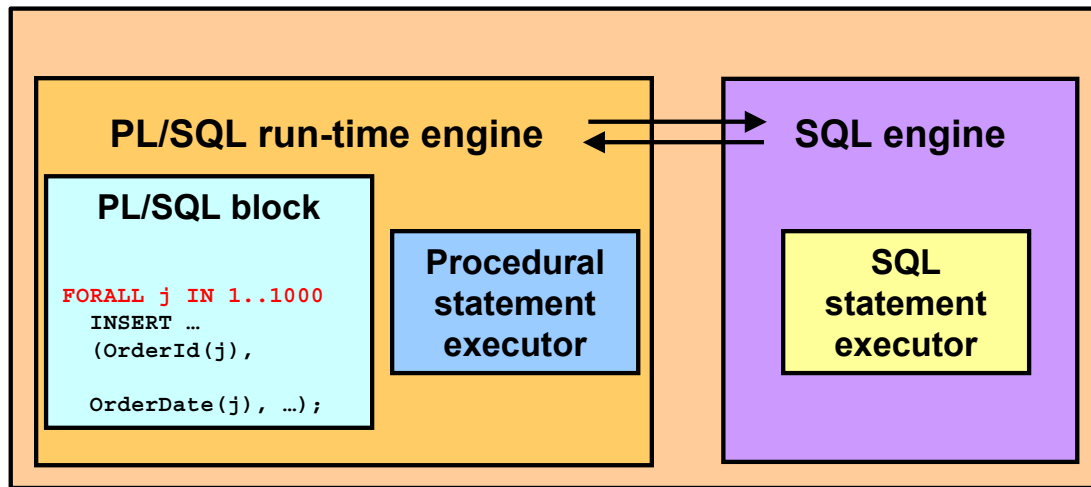 PL/SQL run-time engine
SQL engine
PL/SQL block
FORALL j IN 1..1000
INSERT …
(OrderId(j),
OrderDate(j), …);
Procedural
statement
executor
SQL
statement
executor